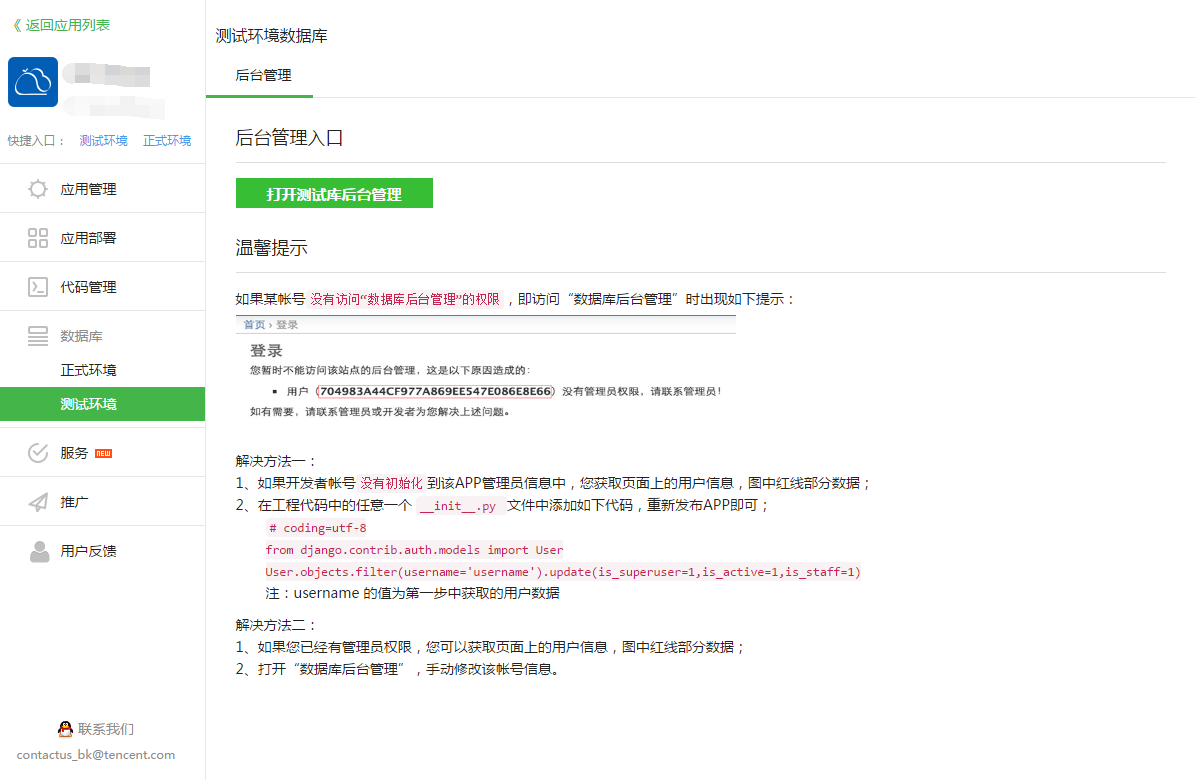 《 返回应用列表
快捷入口： 测试环境 正式环境
应用管理
应用部署
代码管理
数据库
正式环境
测试环境
服务 NEW
推广
用户反馈
联系我们
contactus_bk@tencent.com
测试环境数据库
后台管理
后台管理入口
打开测试库后台管理
温馨提示
如果某帐号 没有访问“数据库后台管理”的权限 ，即访问“数据库后台管理”时出现如下提示：
首页 › 登录
登录
您暂时不能访问该站点的后台管理，这是以下原因造成的：
▪ 用户（704983A44CF977A869EE547E086E8E66）没有管理员权限，请联系管理员！
如有需要，请联系管理员或开发者为您解决上述问题。
解决方法一：
1、如果开发者帐号 没有初始化 到该APP管理员信息中，您获取页面上的用户信息，图中红线部分数据；
2、在工程代码中的任意一个 __init__.py 文件中添加如下代码，重新发布APP即可；
# coding=utf-8
from django.contrib.auth.models import User
User.objects.filter(username='username').update(is_superuser=1,is_active=1,is_staff=1)
注：username 的值为第一步中获取的用户数据
解决方法二：
1、如果您已经有管理员权限，您可以获取页面上的用户信息，图中红线部分数据；
2、打开“数据库后台管理”，手动修改该帐号信息。